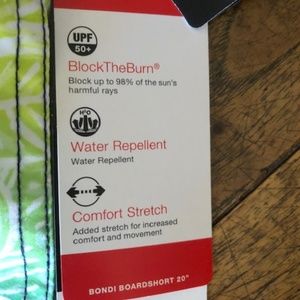 UPF
50+
BlockTheBurn®
Block up to 98% of the sun's
harmful rays
H²O
Water Repellent
Water Repellent
Comfort Stretch
Added stretch for increased
comfort and movement
BONDI BOARDSHORT 20"